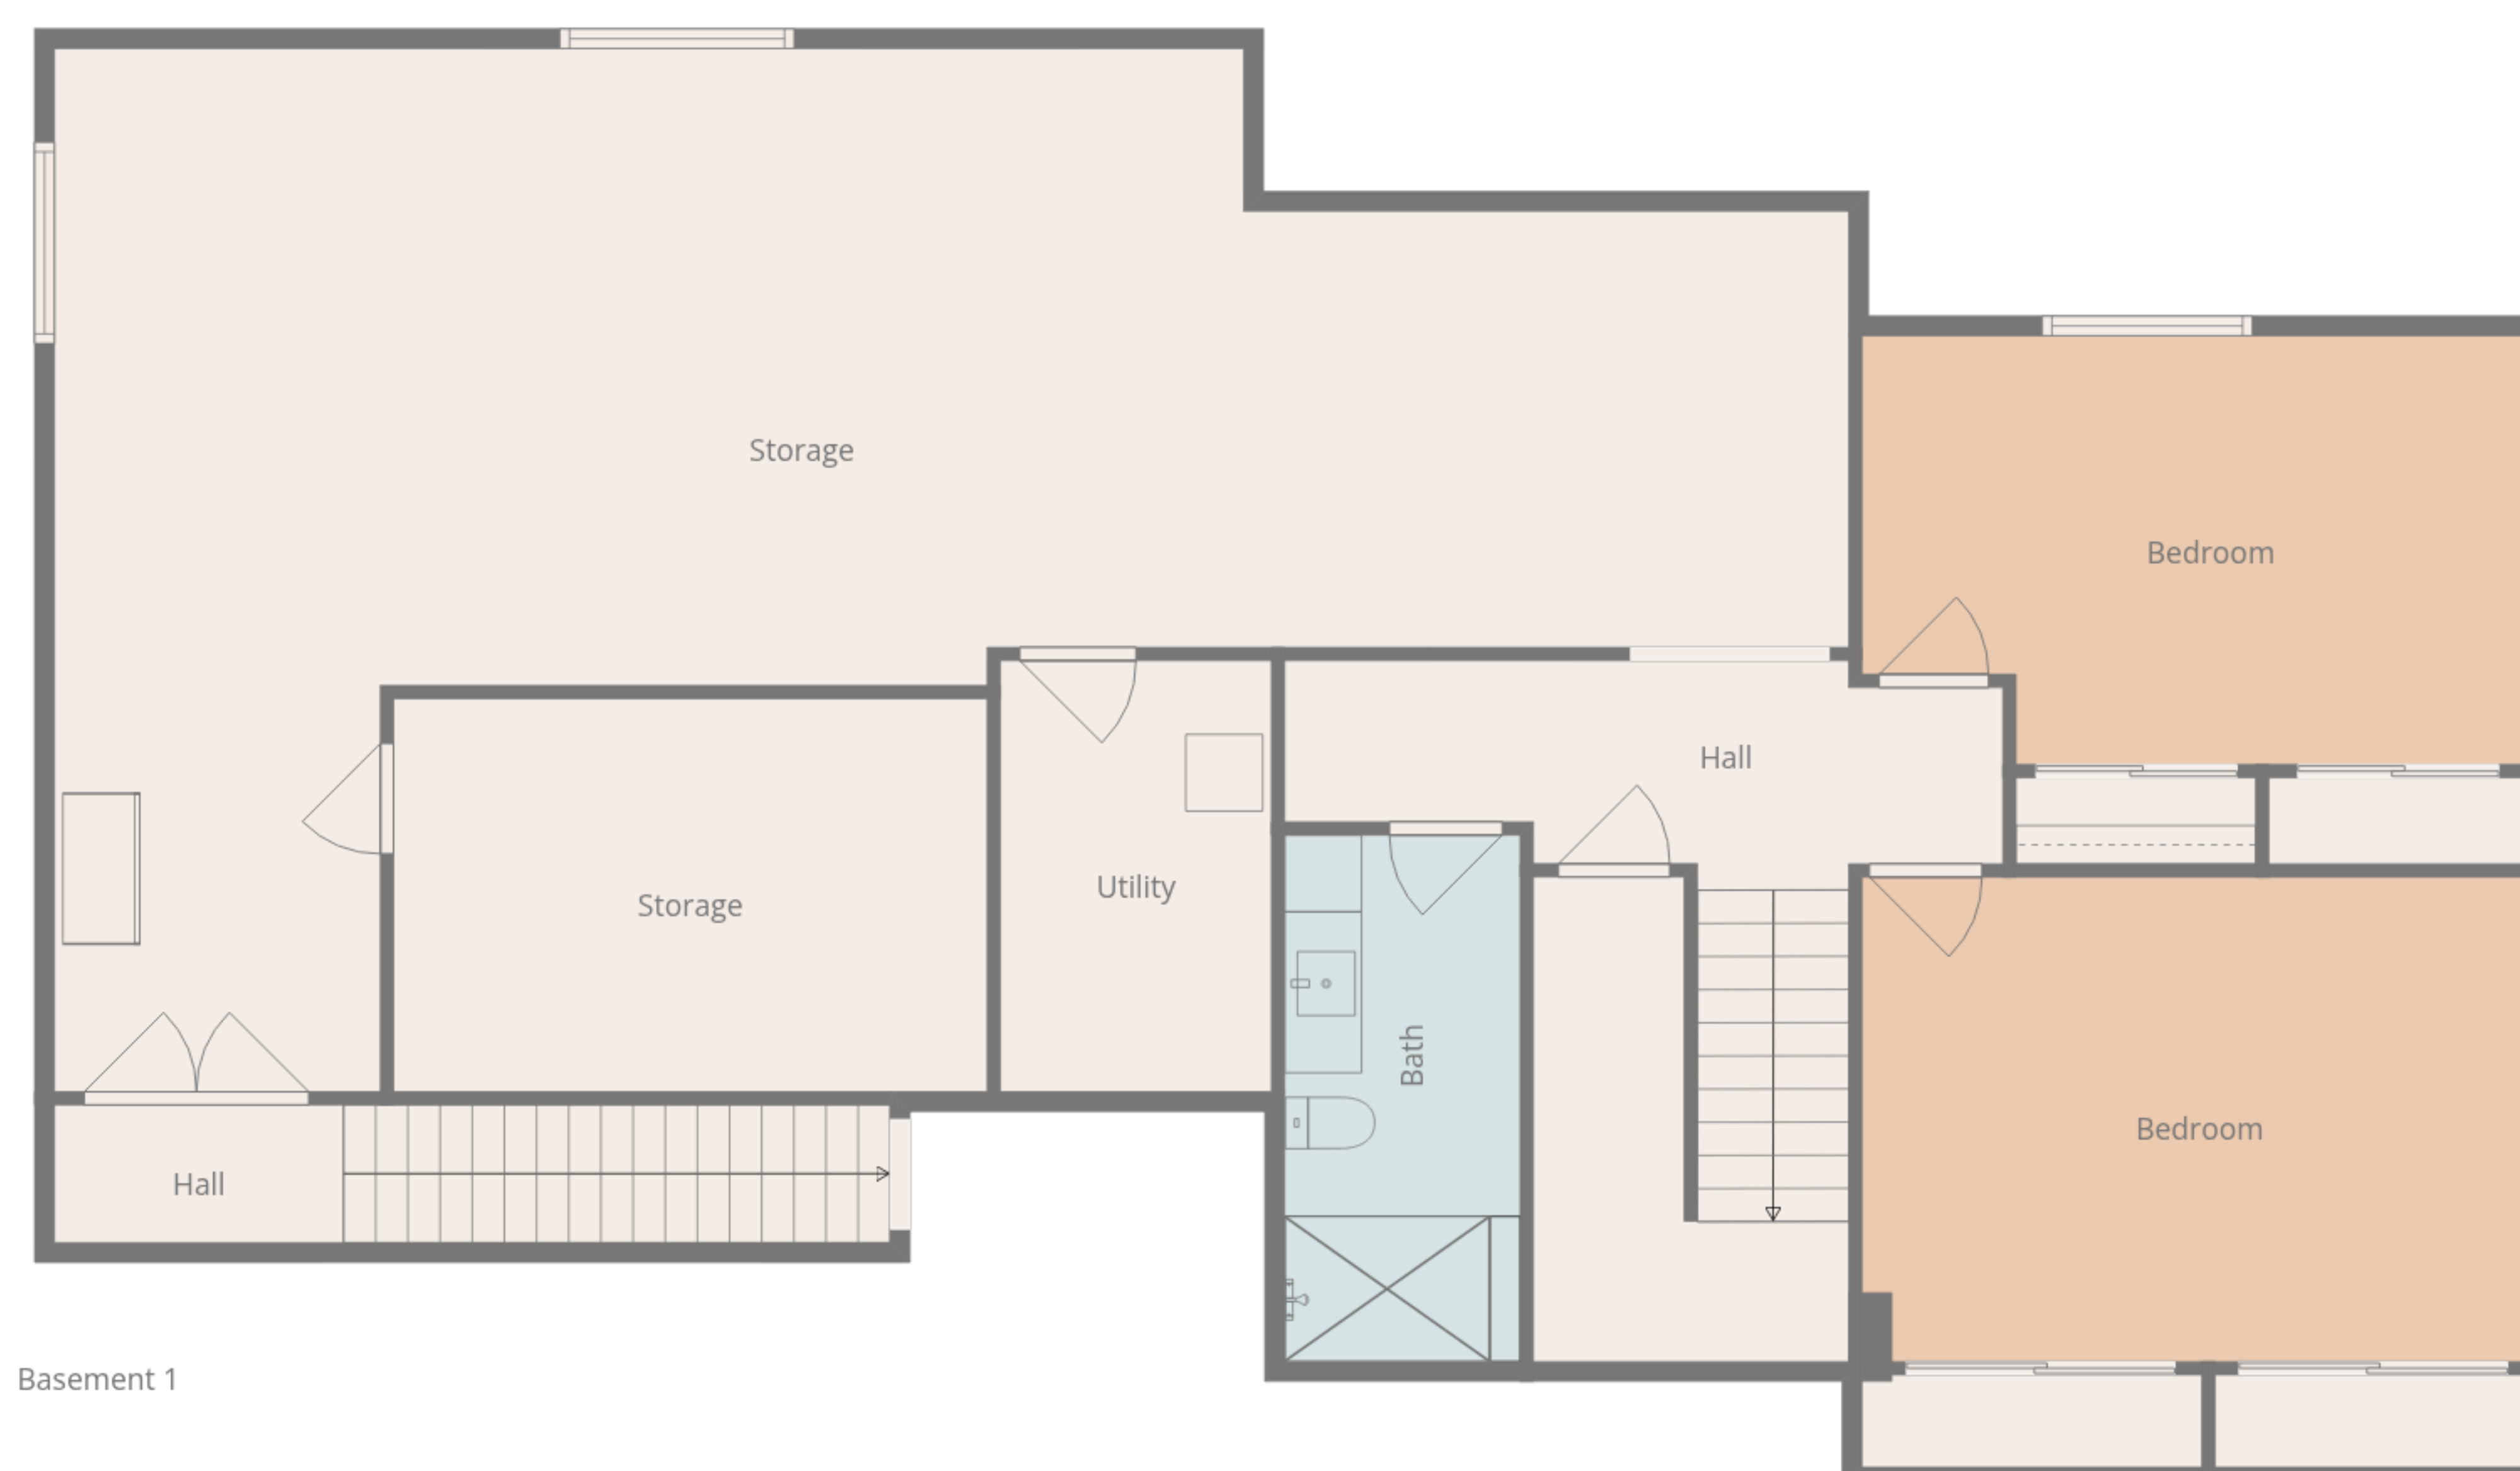 Storage
Bedroom
Hall
Utility
Storage
Bath
Bedroom
Hall
Basement 1